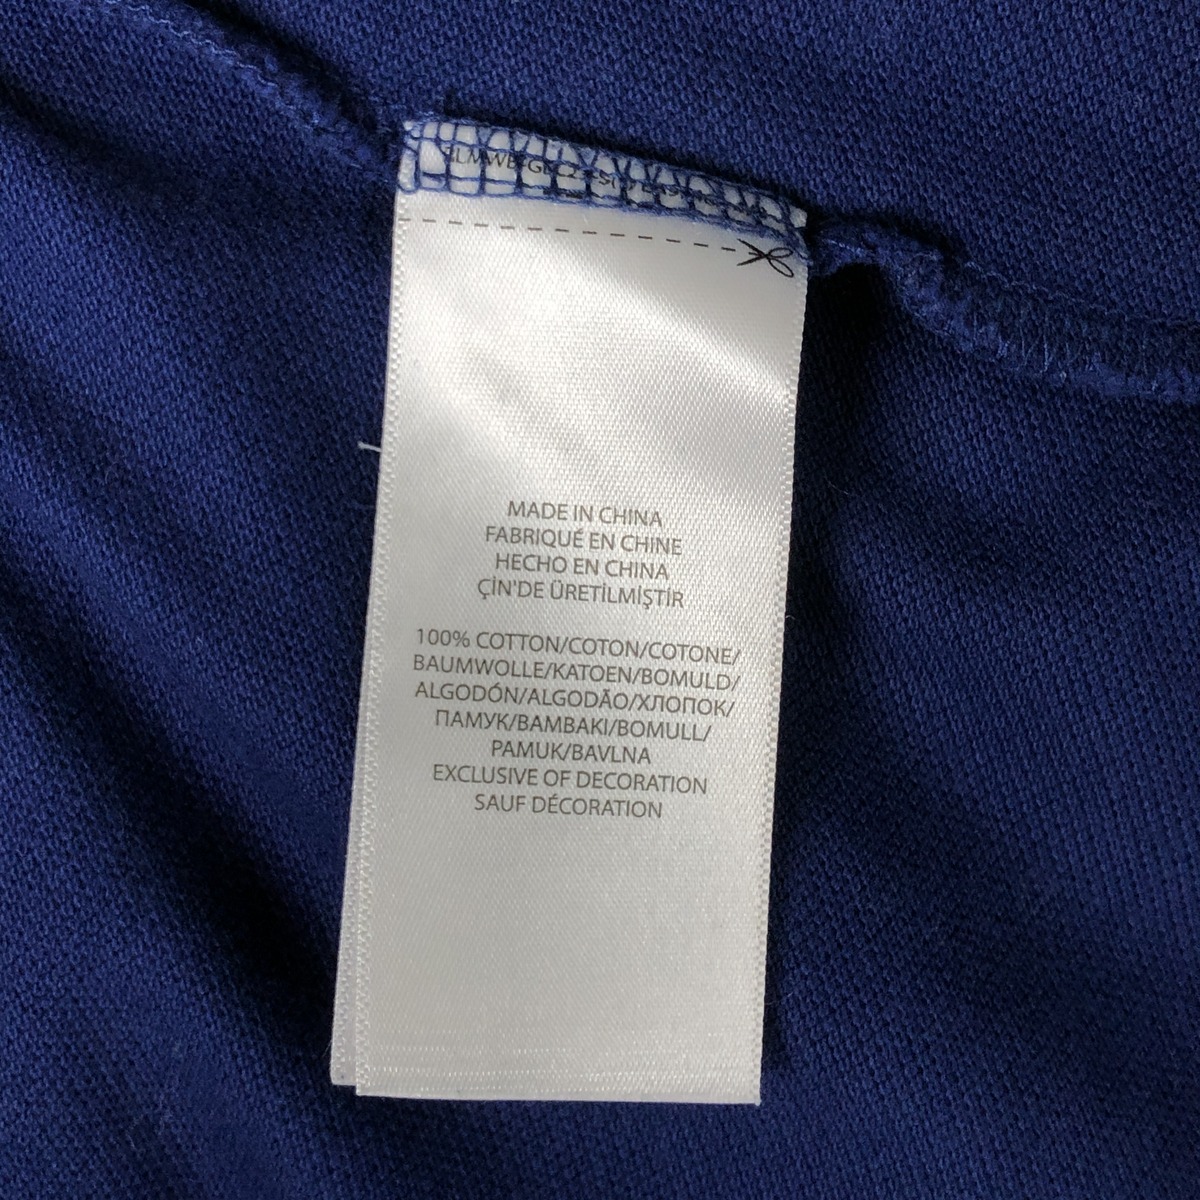 MADE IN CHINA
FABRIQUÉ EN CHINE
HECHO EN CHINA
ÇİN'DE ÜRETİLMİŞTİR
100% COTTON/COTON/COTONE/
BAUMWOLLE/KATOEN/BOMULD/
ALGODÓN/ALGODÃO/ХЛОПОК/
ПАМУК/BAMBAKI/BOMULL/
PAMUK/BAVLNA
EXCLUSIVE OF DECORATION
SAUF DÉCORATION